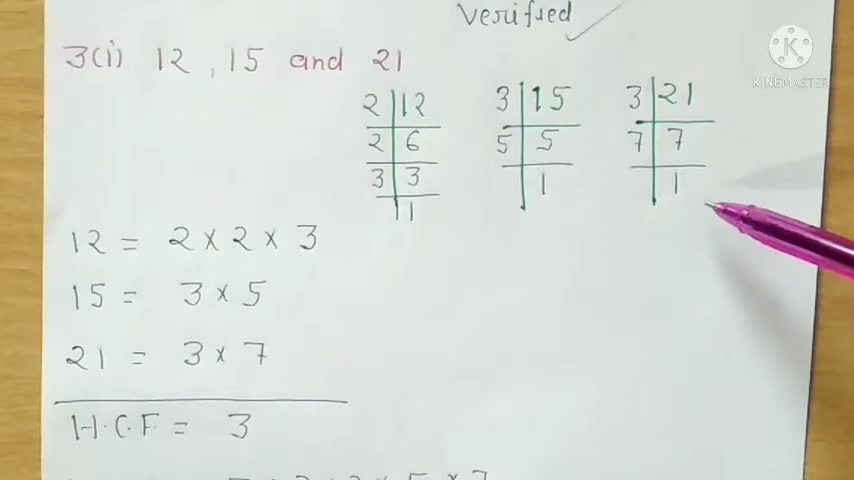 Verified ✓
3(i) 12, 15 and 21
2 | 12  3 | 15  3 | 21
2 | 6  5 | 5  7 | 7
3 | 3  | 1  | 1
| 1
12 = 2 × 2 × 3
15 = 3 × 5
21 = 3 × 7
H.C.F = 3
K
KINEMASTER